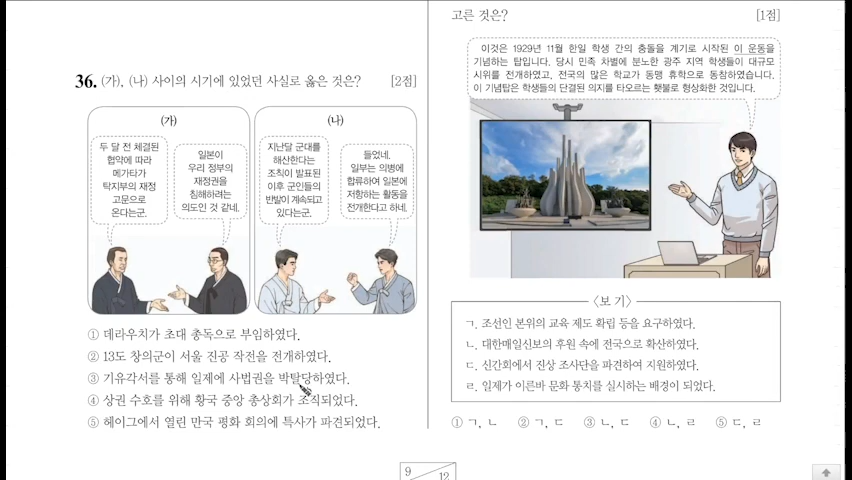 36. (가), (나) 사이의 시기에 있었던 사실로 옳은 것은? [2점]
(가)
두 달 전 체결된
협약에 따라
메가타가
탁지부의 재정
고문으로
온다는군.
일본이
우리 정부의
재정권을
침해하려는
의도인 것 같네.
(나)
지난달 군대를
해산한다는
조칙이 발표된
이후 군인들의
반발이 계속되고
있다는군.
들었네.
일부는 의병에
합류하여 일본에
저항하는 활동을
전개한다고 하네.
① 데라우치가 초대 총독으로 부임하였다.
② 13도 창의군이 서울 진공 작전을 전개하였다.
③ 기유각서를 통해 일제에 사법권을 박탈당하였다.
④ 상권 수호를 위해 황국 중앙 총상회가 조직되었다.
⑤ 헤이그에서 열린 만국 평화 회의에 특사가 파견되었다.
고른 것은? [1점]
이것은 1929년 11월 한일 학생 간의 충돌을 계기로 시작된 이 운동을
기념하는 탑입니다. 당시 민족 차별에 분노한 광주 지역 학생들이 대규모
시위를 전개하였고, 전국의 많은 학교가 동맹 휴학으로 동참하였습니다.
이 기념탑은 학생들의 단결된 의지를 타오르는 횃불로 형상화한 것입니다.
〈보 기〉
ㄱ. 조선인 본위의 교육 제도 확립 등을 요구하였다.
ㄴ. 대한매일신보의 후원 속에 전국으로 확산하였다.
ㄷ. 신간회에서 진상 조사단을 파견하여 지원하였다.
ㄹ. 일제가 이른바 문화 통치를 실시하는 배경이 되었다.
① ㄱ, ㄴ ② ㄱ, ㄷ ③ ㄴ, ㄷ ④ ㄴ, ㄹ ⑤ ㄷ, ㄹ
9 12